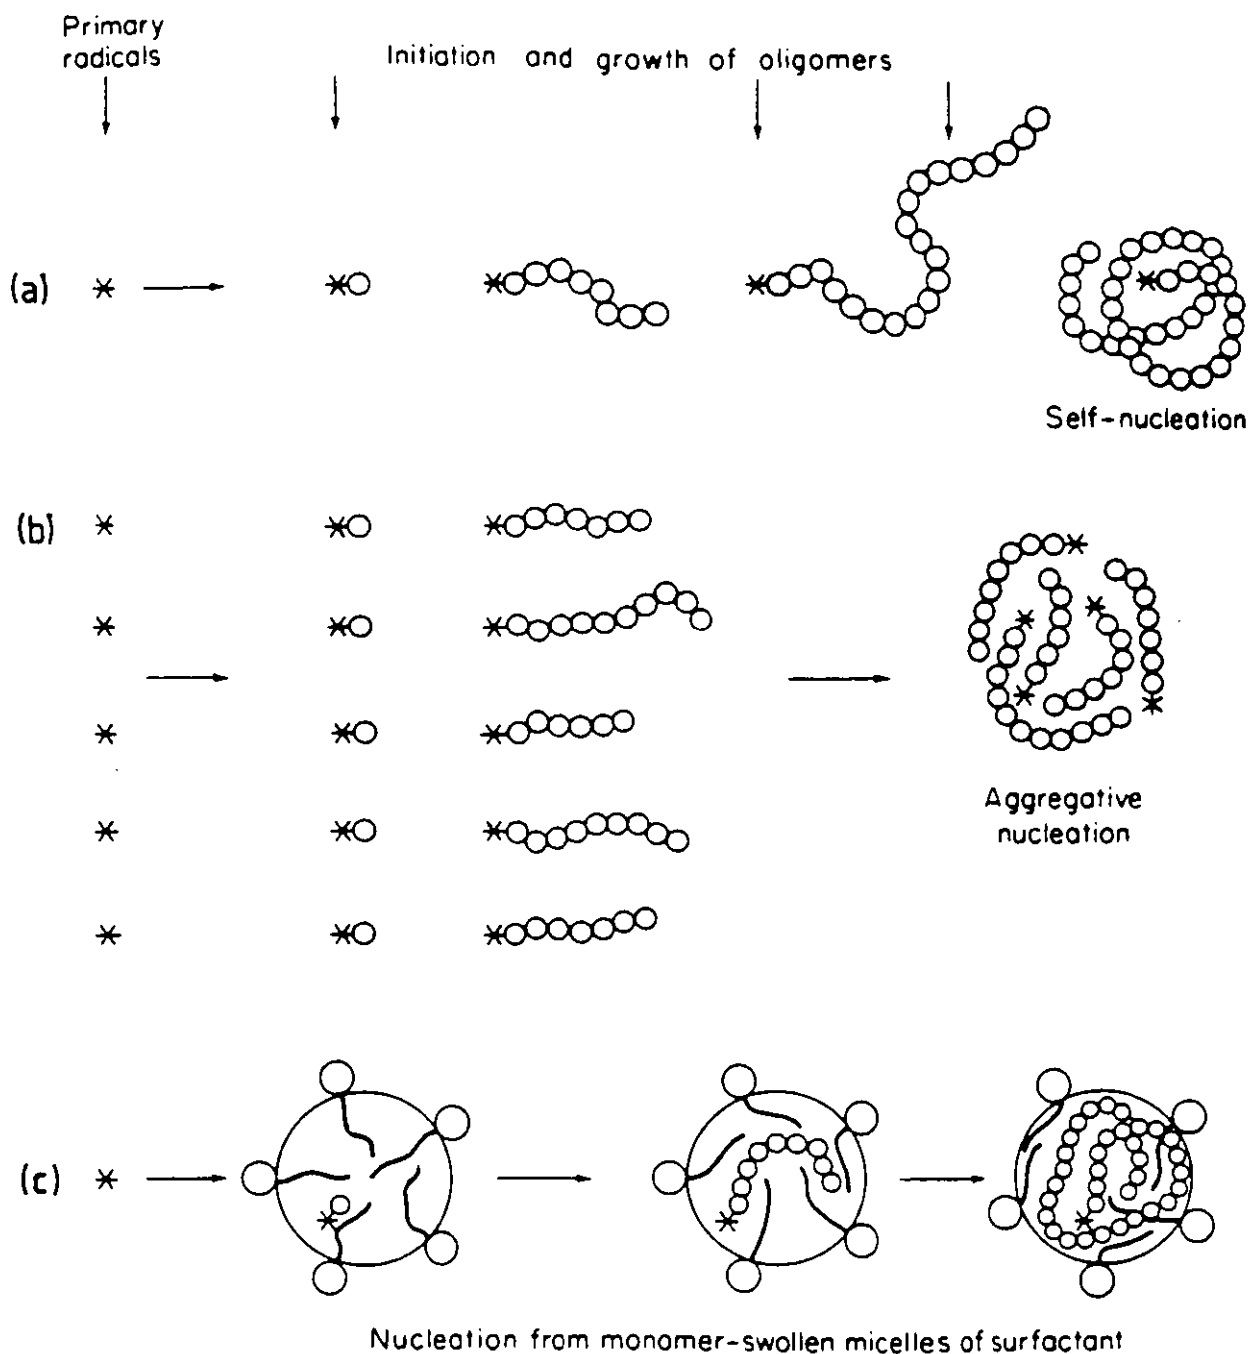 Primary
radicals
Initiation and growth of oligomers
(a)
Self-nucleation
(b)
Aggregative
nucleation
(c)
Nucleation from monomer-swollen micelles of surfactant